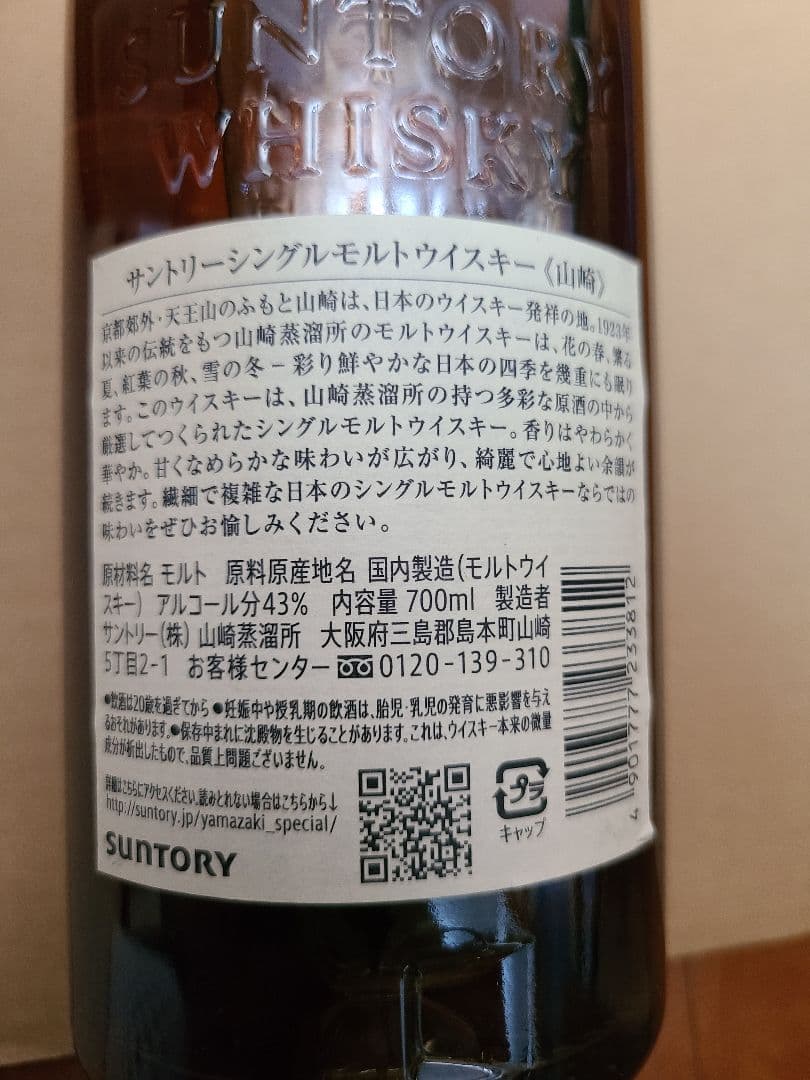 SUNTORY
WHISKY
サントリーシングルモルトウイスキー《山崎》
京都郊外・天王山のふもと山崎は、日本のウイスキー発祥の地。1923年
以来の伝統をもつ山崎蒸溜所のモルトウイスキーは、花の春、繁る
夏、紅葉の秋、雪の冬－彩り鮮やかな日本の四季を幾重にも眠り
ます。このウイスキーは、山崎蒸溜所の持つ多彩な原酒の中から
厳選してつくられたシングルモルトウイスキー。香りはやわらかく
華やか。甘くなめらかな味わいが広がり、綺麗で心地よい余韻が
続きます。繊細で複雑な日本のシングルモルトウイスキーならではの
味わいをぜひお愉しみください。
原材料名 モルト 原料原産地名 国内製造(モルトウイ
スキー) アルコール分43% 内容量 700ml 製造者
サントリー(株) 山崎蒸溜所 大阪府三島郡島本町山崎
5丁目2-1 お客様センター 0120-139-310
●飲酒は20歳を過ぎてから ●妊娠中や授乳期の飲酒は、胎児・乳児の発育に悪影響を与え
るおそれがあります。●保存中まれに沈殿物を生じることがあります。これは、ウイスキー本来の微量
成分が析出したもので、品質上問題ございません。
詳細はこちらにアクセスください。読みとれない場合はこちらから↓
http://suntory.jp/yamazaki_special/
SUNTORY
プラ
キャップ
4 901777 233812